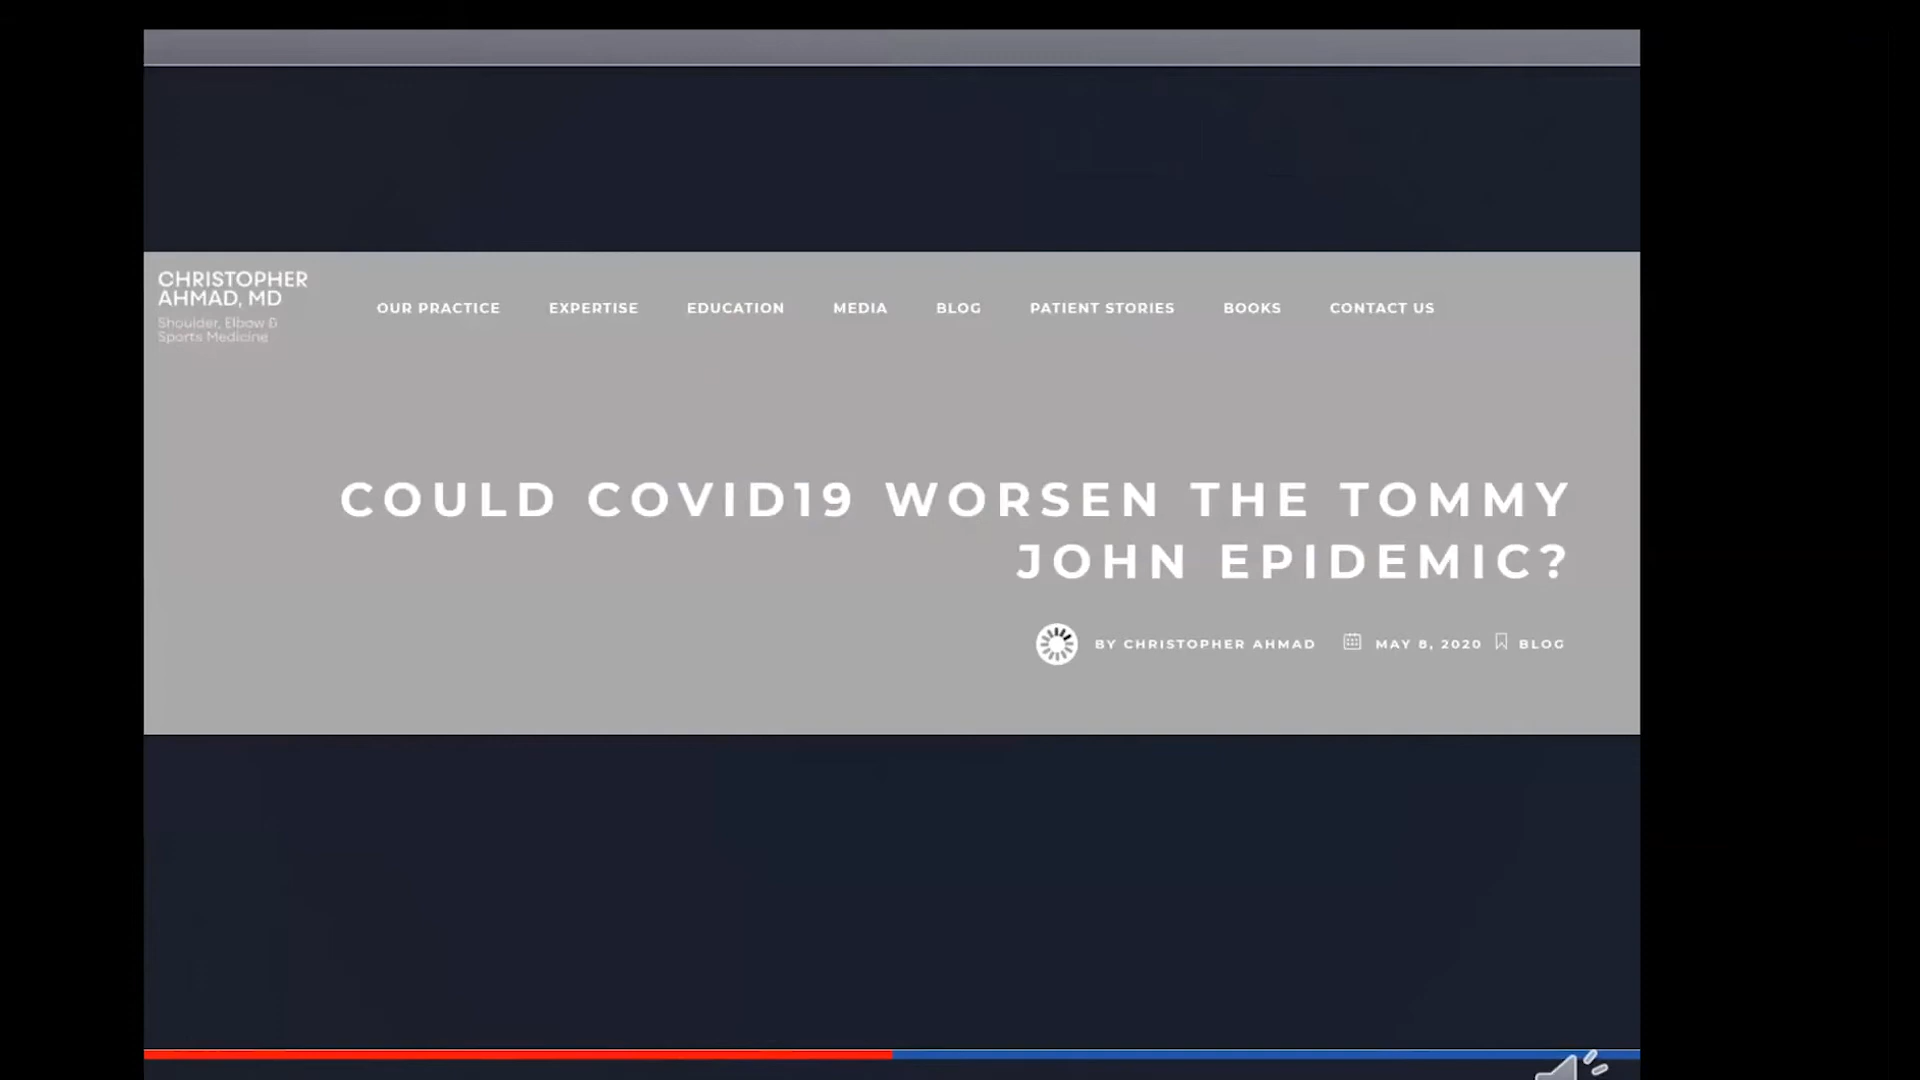 CHRISTOPHER
AHMAD, MD
Shoulder, Elbow &
Sports Medicine
OUR PRACTICE EXPERTISE EDUCATION MEDIA BLOG PATIENT STORIES BOOKS CONTACT US
COULD COVID19 WORSEN THE TOMMY
JOHN EPIDEMIC?
BY CHRISTOPHER AHMAD MAY 8, 2020 BLOG